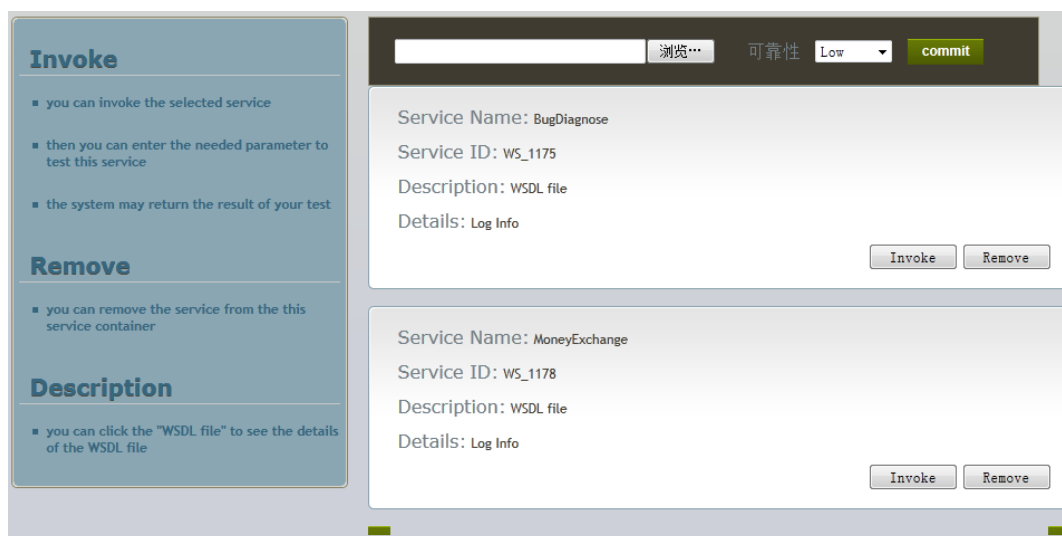 Invoke
you can invoke the selected service
then you can enter the needed parameter to
test this service
the system may return the result of your test
Remove
you can remove the service from the this
service container
Description
you can click the "WSDL file" to see the details
of the WSDL file
浏览… 可靠性 Low commit
Service Name: BugDiagnose
Service ID: WS_1175
Description: WSDL file
Details: Log Info
Invoke Remove
Service Name: MoneyExchange
Service ID: WS_1178
Description: WSDL file
Details: Log Info
Invoke Remove